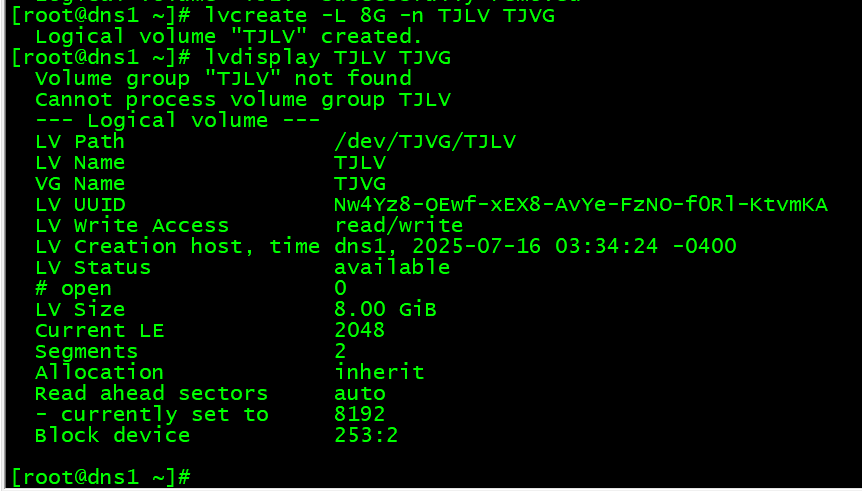 [root@dns1 ~]# lvcreate -L 8G -n TJLV TJVG
  Logical volume "TJLV" created.
[root@dns1 ~]# lvdisplay TJLV TJVG
  Volume group "TJLV" not found
  Cannot process volume group TJLV
  --- Logical volume ---
  LV Path                /dev/TJVG/TJLV
  LV Name                TJLV
  VG Name                TJVG
  LV UUID                Nw4Yz8-OEwf-xEX8-AvYe-FzNO-f0Rl-KtvmKA
  LV Write Access        read/write
  LV Creation host, time dns1, 2025-07-16 03:34:24 -0400
  LV Status              available
  # open                 0
  LV Size                8.00 GiB
  Current LE             2048
  Segments               2
  Allocation             inherit
  Read ahead sectors     auto
  - currently set to     8192
  Block device           253:2
[root@dns1 ~]#